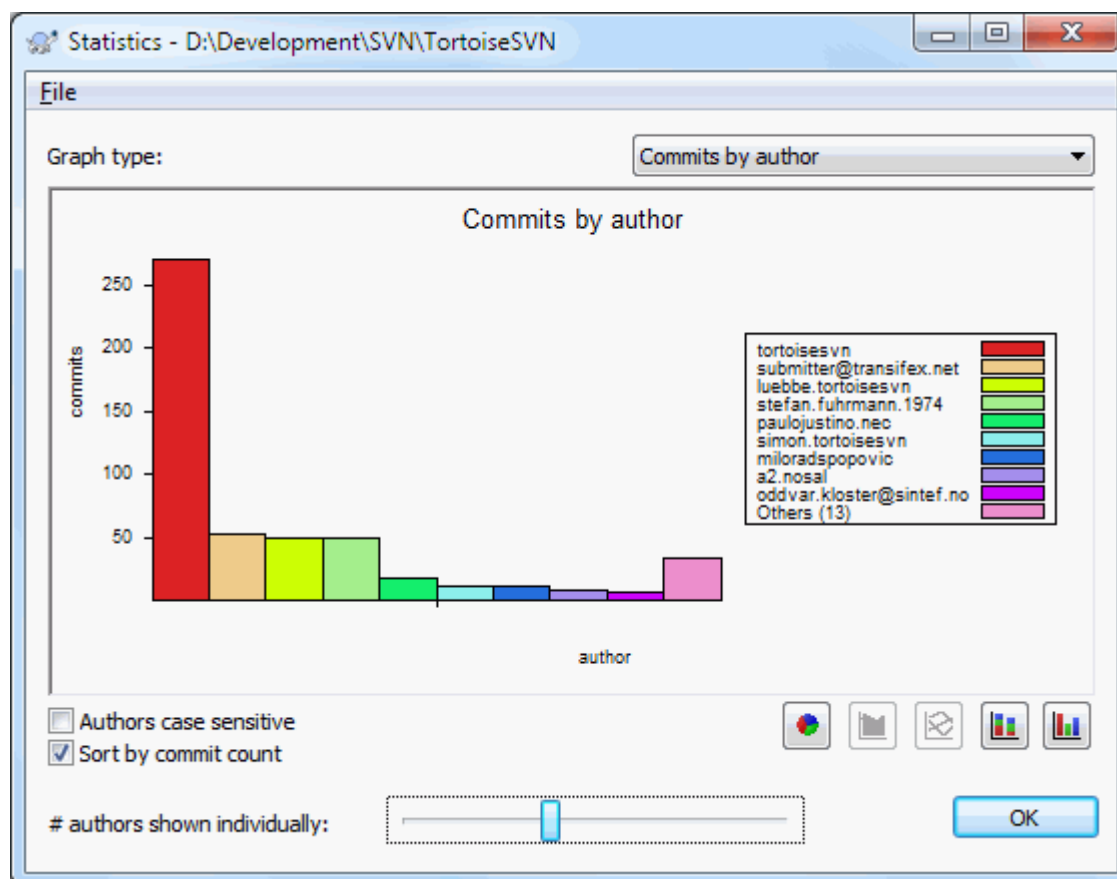 Statistics - D:\Development\SVN\TortoiseSVN
File
Graph type:
Commits by author
Commits by author
250
200
150
100
50
commits
author
tortoisesvn
submitter@transifex.net
luebbe.tortoisesvn
stefan.fuhrmann.1974
paulojustino.nec
simon.tortoisesvn
miloradspopovic
a2.nosal
oddvar.kloster@sintef.no
Others (13)
Authors case sensitive
Sort by commit count
# authors shown individually:
OK